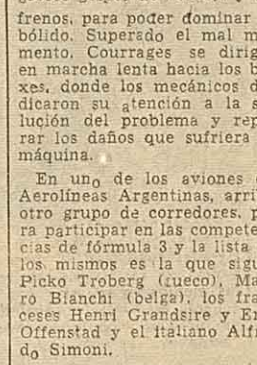 frenos, para poder dominar
bólido. Superado el mal m
mento, Courrages se dirig
en marcha lenta hacia los b
xes, donde los mecánicos d
dicaron su atención a la s
lución del problema y rep
rar los daños que sufriera
máquina.
En uno de los aviones
Aerolíneas Argentinas, arri
otro grupo de corredores, p
ra participar en las compete
cias de fórmula 3 y la lista
los mismos es la que sigu
Picko Troberg (zueco), Ma
ro Bianchi (belga), los fra
ceses Henri Grandsire y Er
Offenstad y el italiano Alfr
do Simoni.